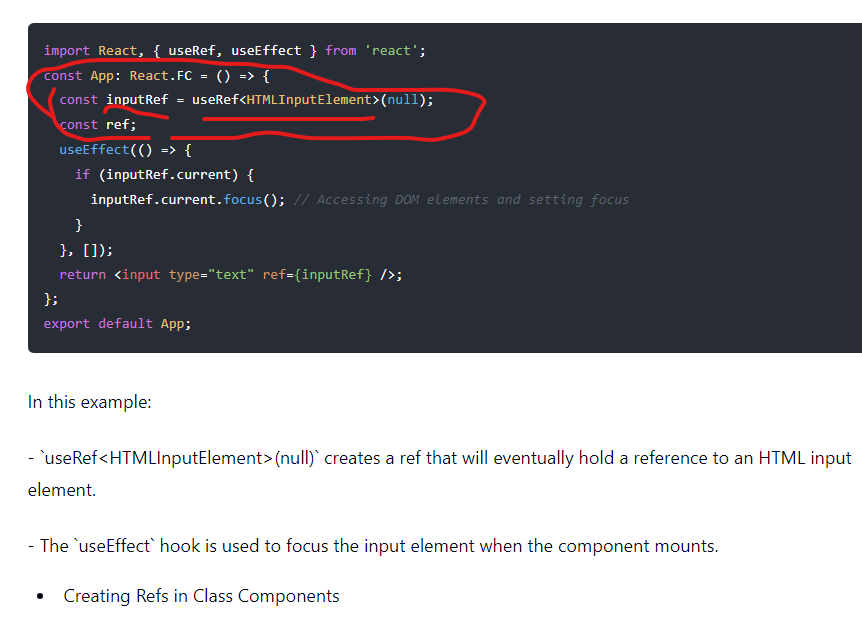 import React, { useRef, useEffect } from 'react';
const App: React.FC = () => {
  const inputRef = useRef<HTMLInputElement>(null);
  const ref;
  useEffect(() => {
    if (inputRef.current) {
      inputRef.current.focus(); // Accessing DOM elements and setting focus
    }
  }, []);
  return <input type="text" ref={inputRef} />;
};
export default App;
In this example:
- `useRef<HTMLInputElement>(null)` creates a ref that will eventually hold a reference to an HTML input
element.
- The `useEffect` hook is used to focus the input element when the component mounts.
• Creating Refs in Class Components